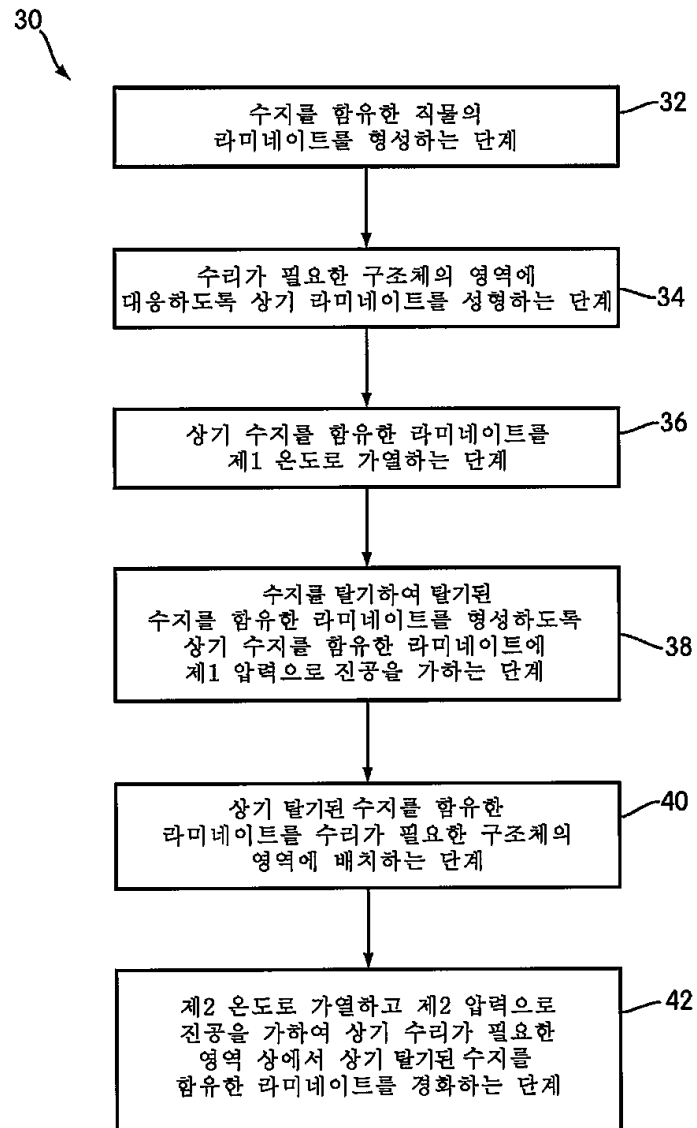 30
수지를 함유한 직물의
라미네이트를 형성하는 단계
32
수리가 필요한 구조체의 영역에
대응하도록 상기 라미네이트를 성형하는 단계
34
상기 수지를 함유한 라미네이트를
제1 온도로 가열하는 단계
36
수지를 탈기하여 탈기된
수지를 함유한 라미네이트를 형성하도록
상기 수지를 함유한 라미네이트에
제1 압력으로 진공을 가하는 단계
38
상기 탈기된 수지를 함유한
라미네이트를 수리가 필요한 구조체의
영역에 배치하는 단계
40
제2 온도로 가열하고 제2 압력으로
진공을 가하여 상기 수리가 필요한
영역 상에서 상기 탈기된 수지를
함유한 라미네이트를 경화하는 단계
42